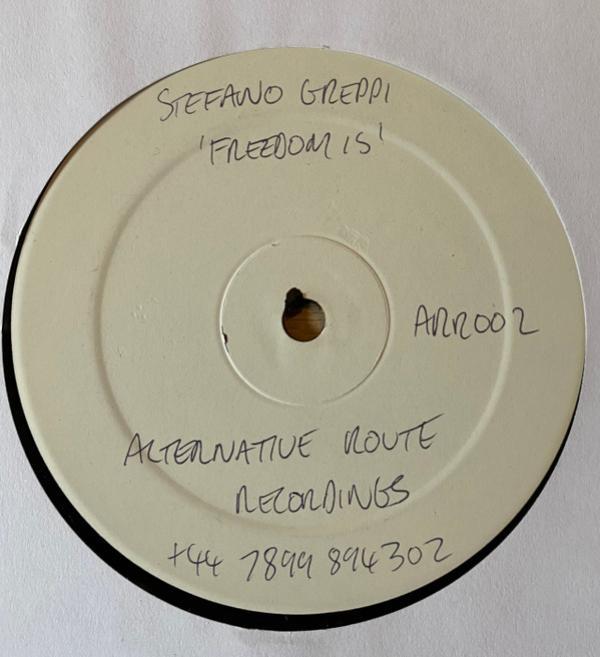 STEFANO GREPPI
'FREEDOM IS'
ARR002
ALTERNATIVE ROUTE
RECORDINGS
+44 7899 894302